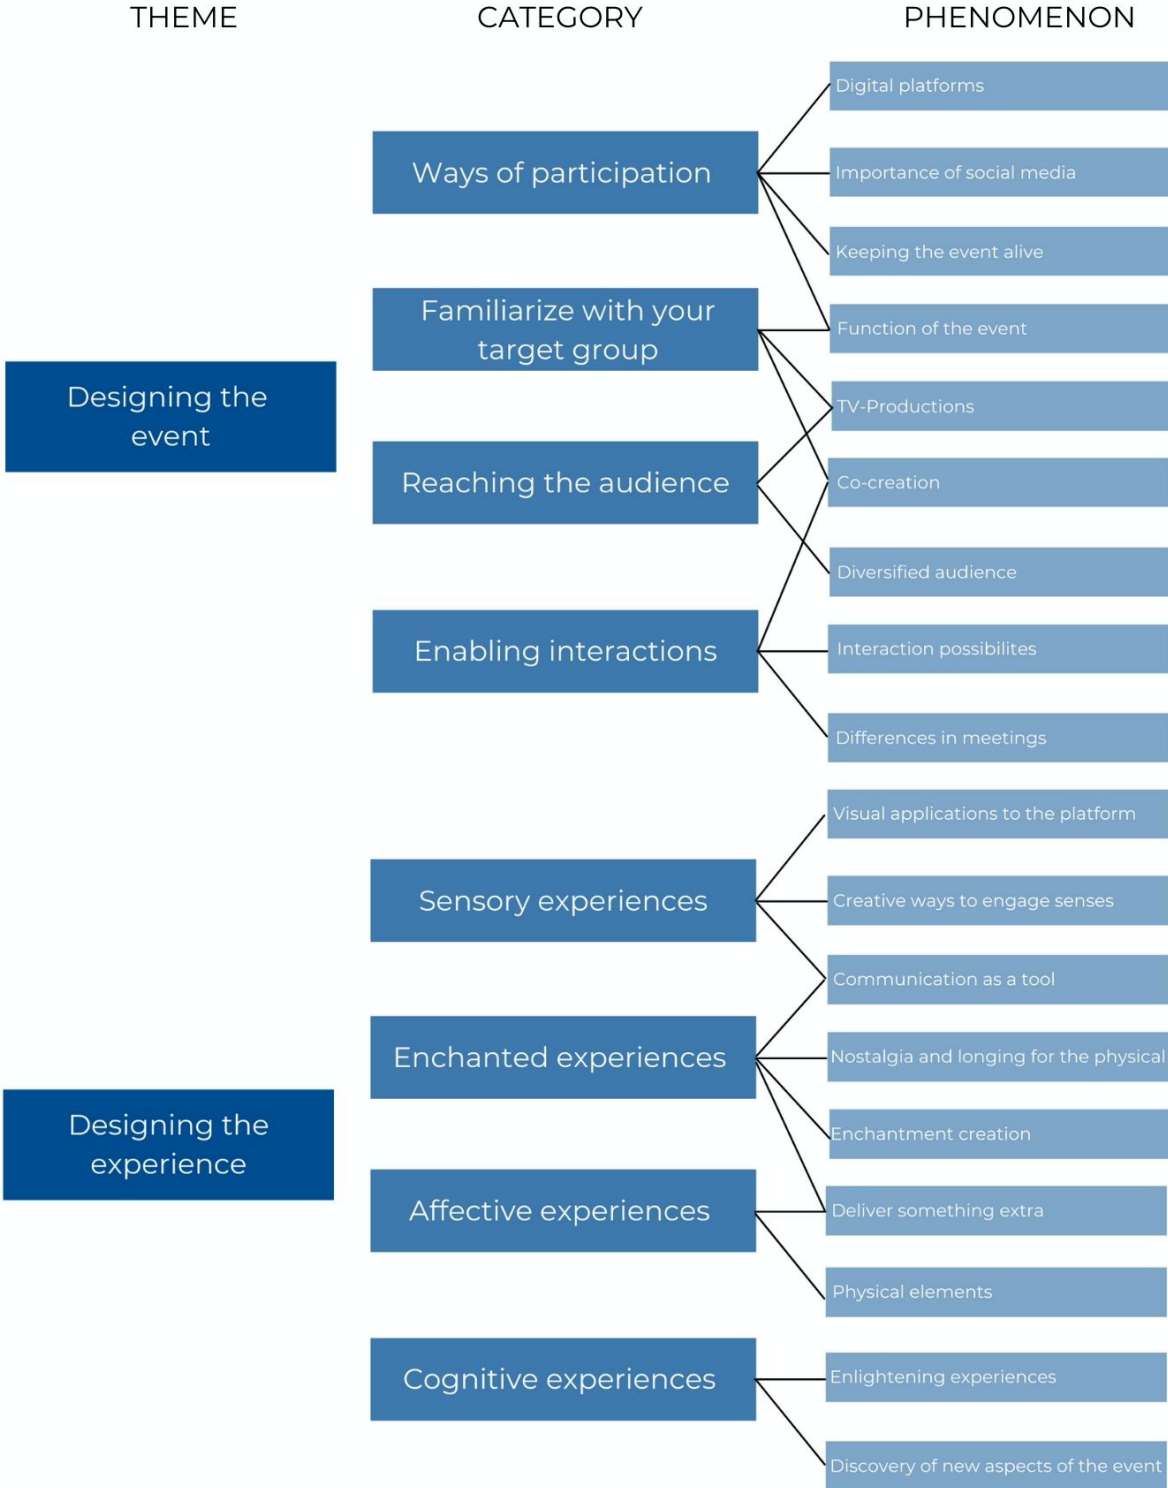 THEME
CATEGORY
PHENOMENON
Designing the
event
Ways of participation
Familiarize with your
target group
Reaching the audience
Enabling interactions
Digital platforms
Importance of social media
Keeping the event alive
Function of the event
TV-Productions
Co-creation
Diversified audience
Interaction possibilites
Differences in meetings
Designing the
experience
Sensory experiences
Enchanted experiences
Affective experiences
Cognitive experiences
Visual applications to the platform
Creative ways to engage senses
Communication as a tool
Nostalgia and longing for the physical
Enchantment creation
Deliver something extra
Physical elements
Enlightening experiences
Discovery of new aspects of the event